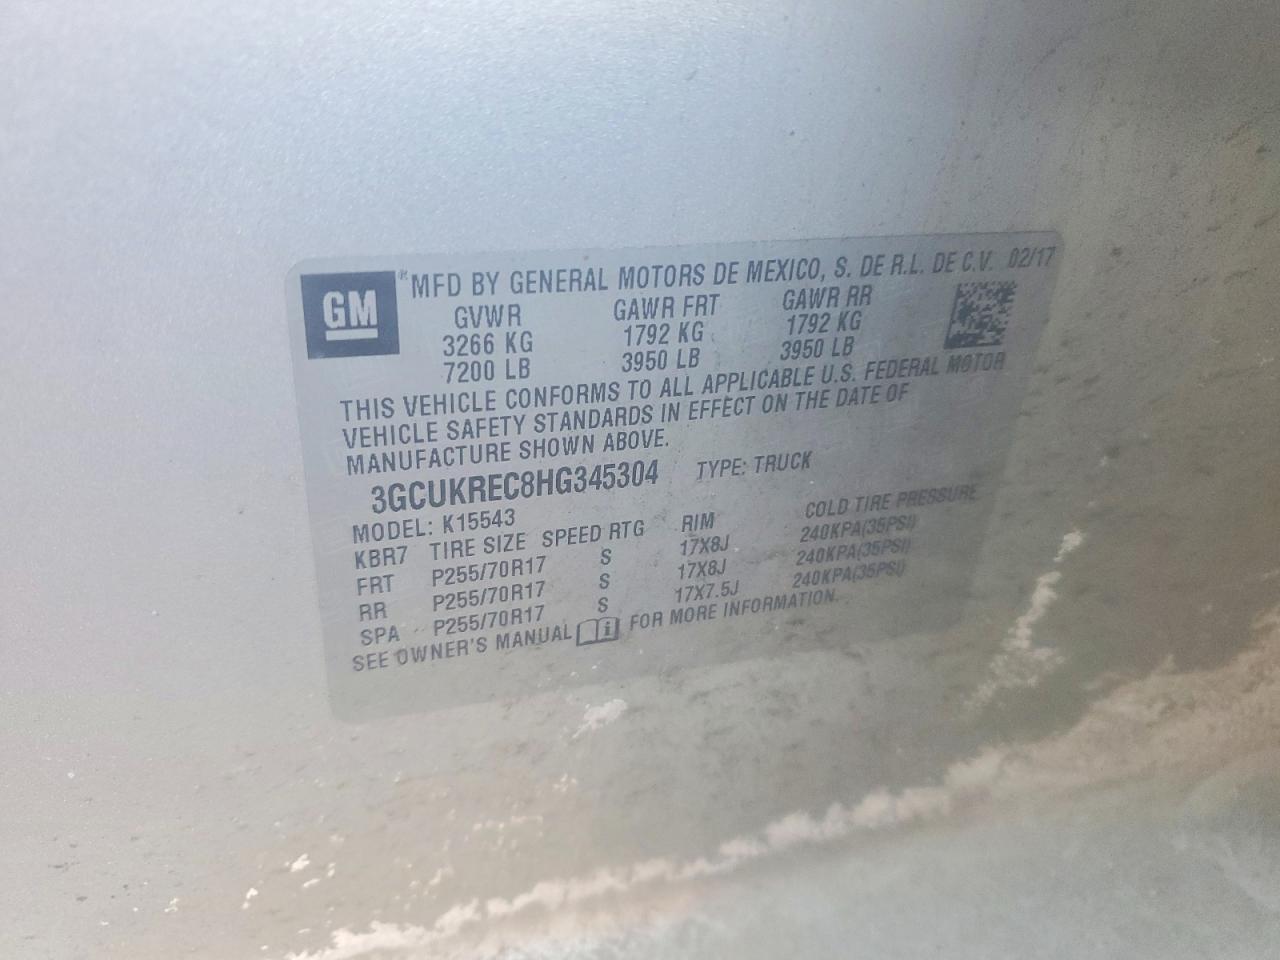 GM
® MFD BY GENERAL MOTORS DE MEXICO, S. DE R.L. DE C.V. 02/17
GVWR GAWR FRT GAWR RR
3266 KG 1792 KG 1792 KG
7200 LB 3950 LB 3950 LB
THIS VEHICLE CONFORMS TO ALL APPLICABLE U.S. FEDERAL MOTOR
VEHICLE SAFETY STANDARDS IN EFFECT ON THE DATE OF
MANUFACTURE SHOWN ABOVE.
3GCUKREC8HG345304 TYPE: TRUCK
MODEL: K15543
KBR7 TIRE SIZE SPEED RTG RIM COLD TIRE PRESSURE
FRT P255/70R17 S 17X8J 240KPA(35PSI)
RR P255/70R17 S 17X8J 240KPA(35PSI)
SPA P255/70R17 S 17X7.5J 240KPA(35PSI)
SEE OWNER'S MANUAL i FOR MORE INFORMATION.